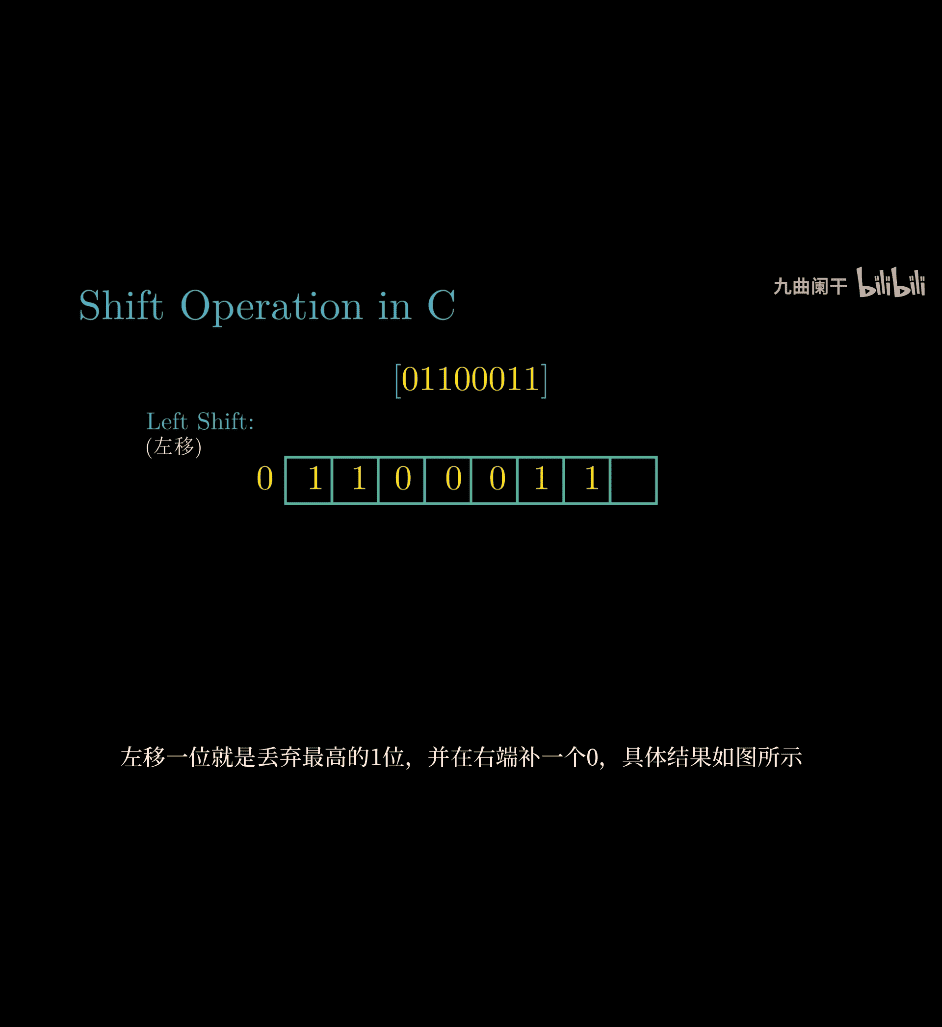 九曲阑干 bilibili
Shift Operation in C
[01100011]
Left Shift:
(左移)
0 1 1 0 0 0 1 1
左移一位就是丢弃最高的1位，并在右端补一个0，具体结果如图所示